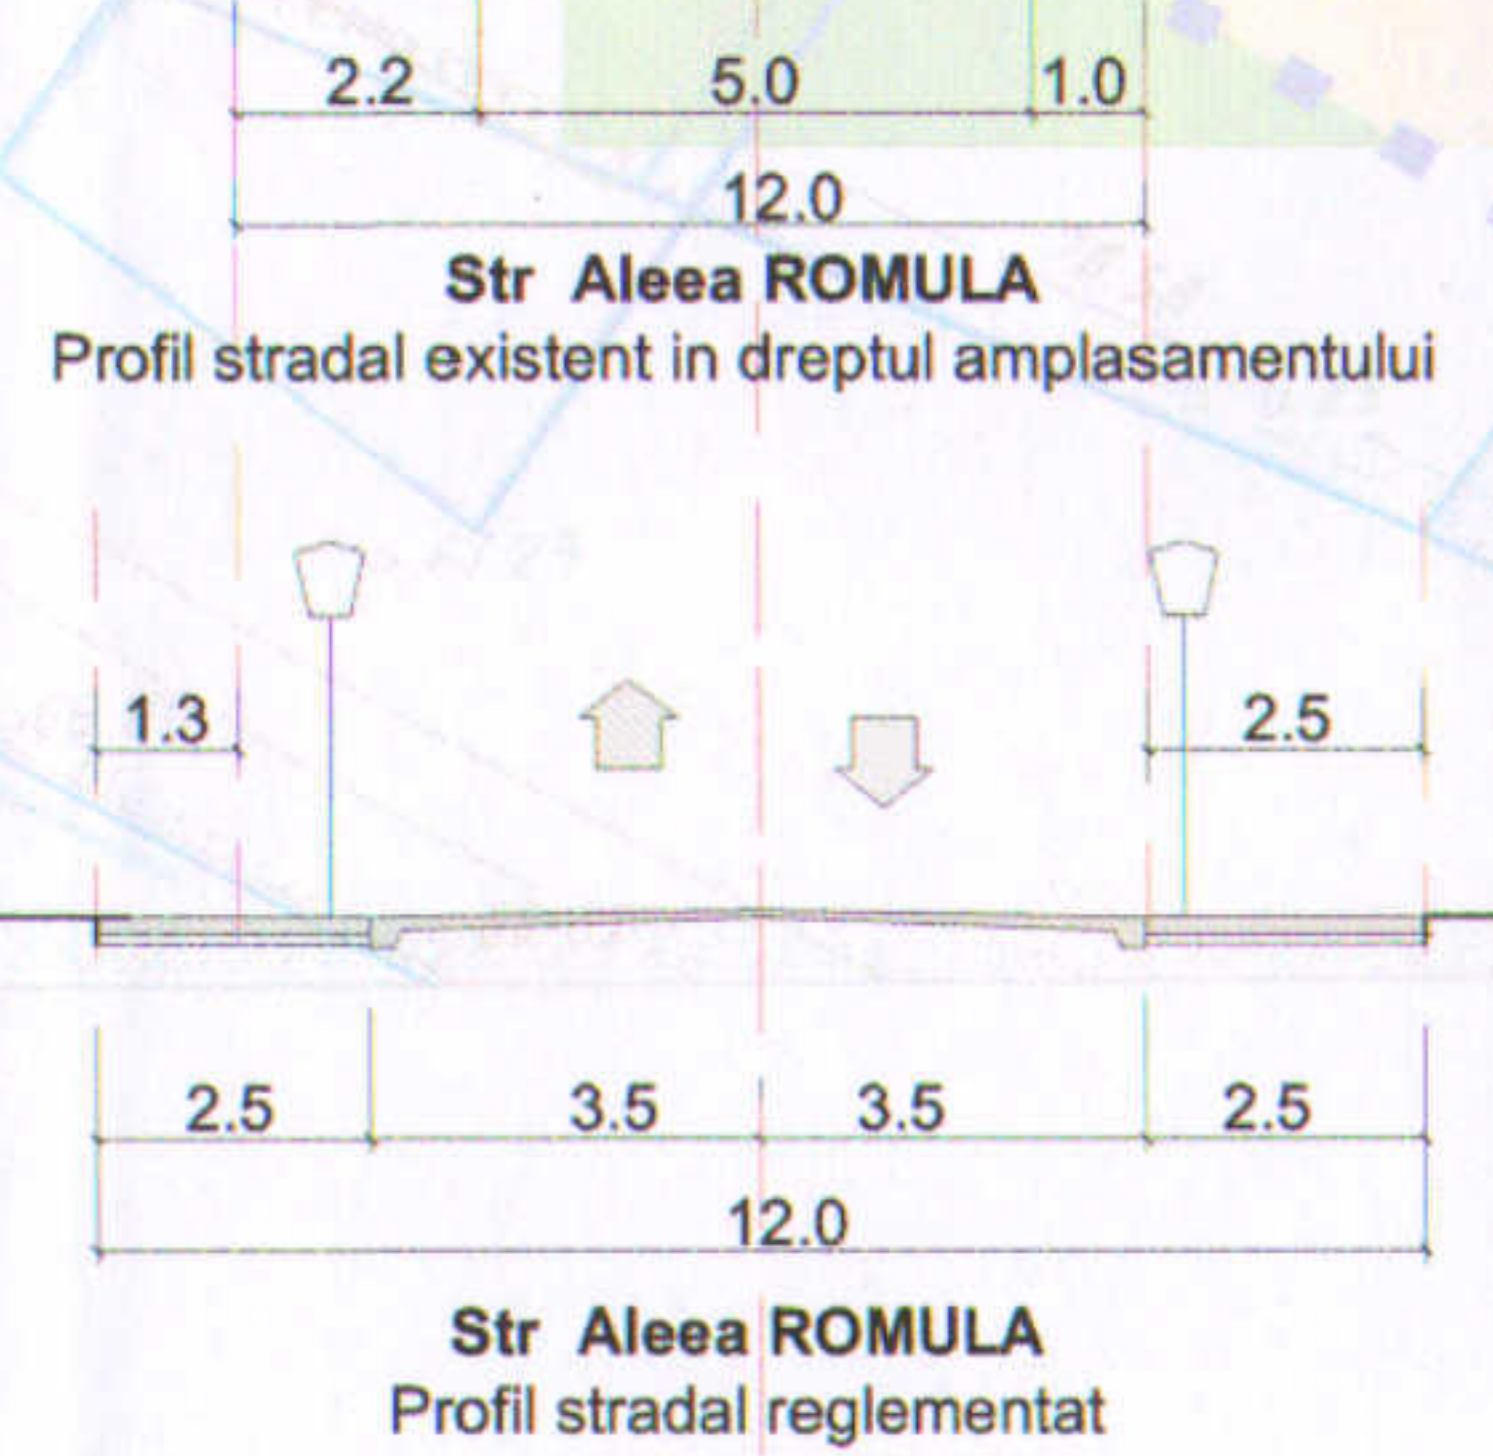 2.2 5.0 1.0
12.0
Str Aleea ROMULA
Profil stradal existent in dreptul amplasamentului
1.3 2.5
2.5 3.5 3.5 2.5
12.0
Str Aleea ROMULA
Profil stradal reglementat